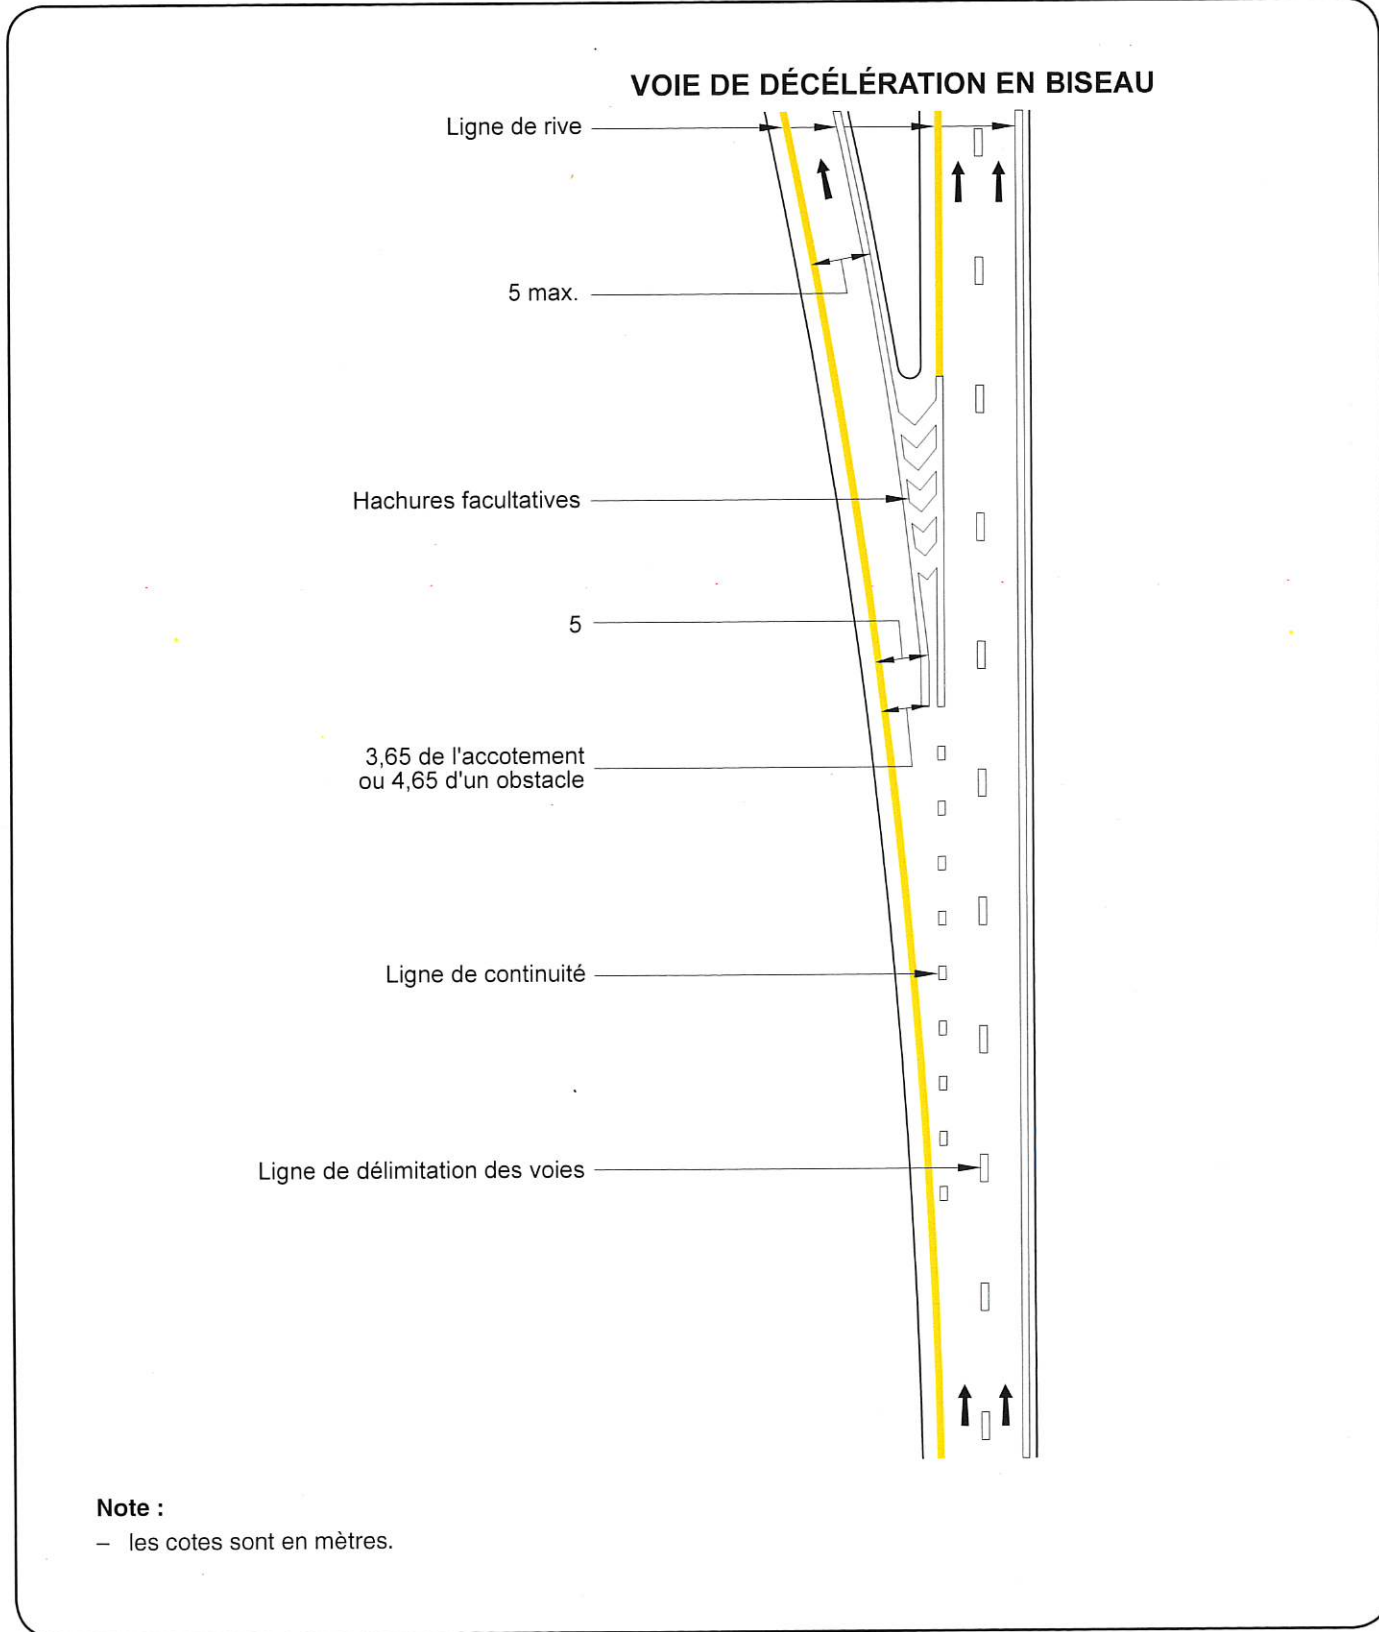 VOIE DE DÉCÉLÉRATION EN BISEAU
Ligne de rive
5 max.
Hachures facultatives
5
3,65 de l'accotement
ou 4,65 d'un obstacle
Ligne de continuité
Ligne de délimitation des voies
Note :
– les cotes sont en mètres.